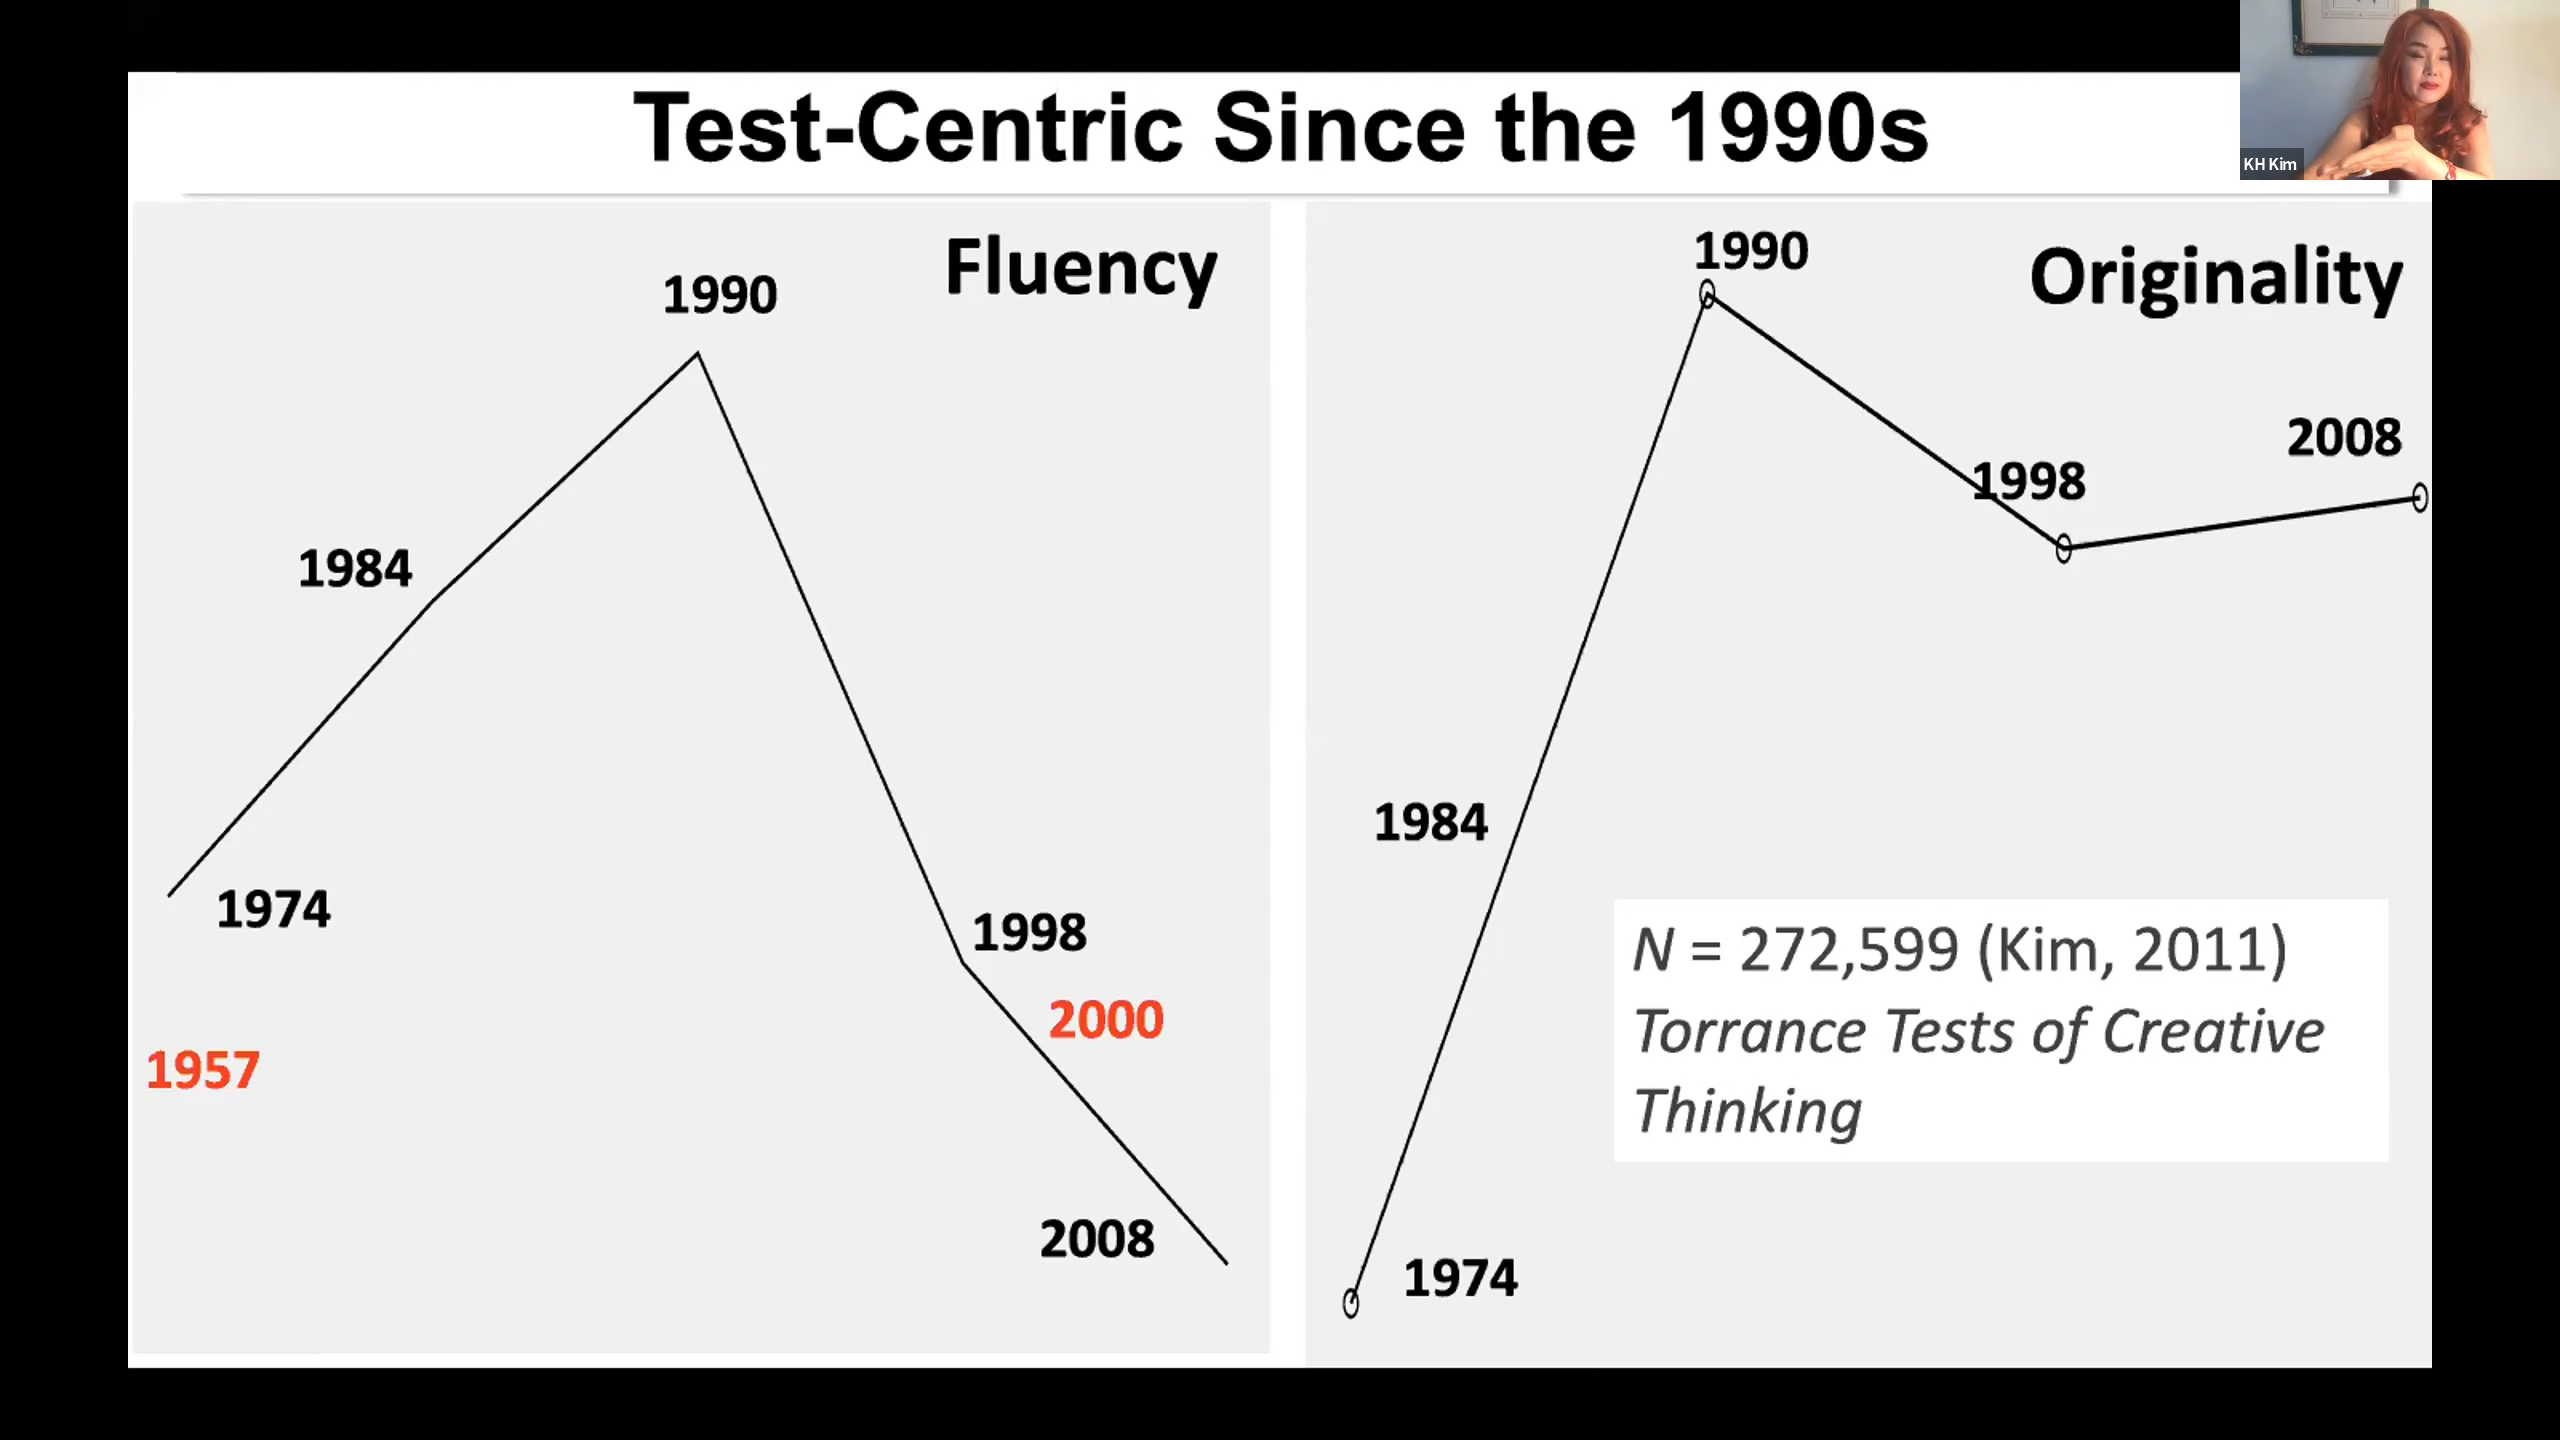 Test-Centric Since the 1990s
KH Kim
Fluency
1990
1984
1974
1998
2000
1957
2008
Originality
1990
2008
1998
1984
N = 272,599 (Kim, 2011)
Torrance Tests of Creative
Thinking
1974